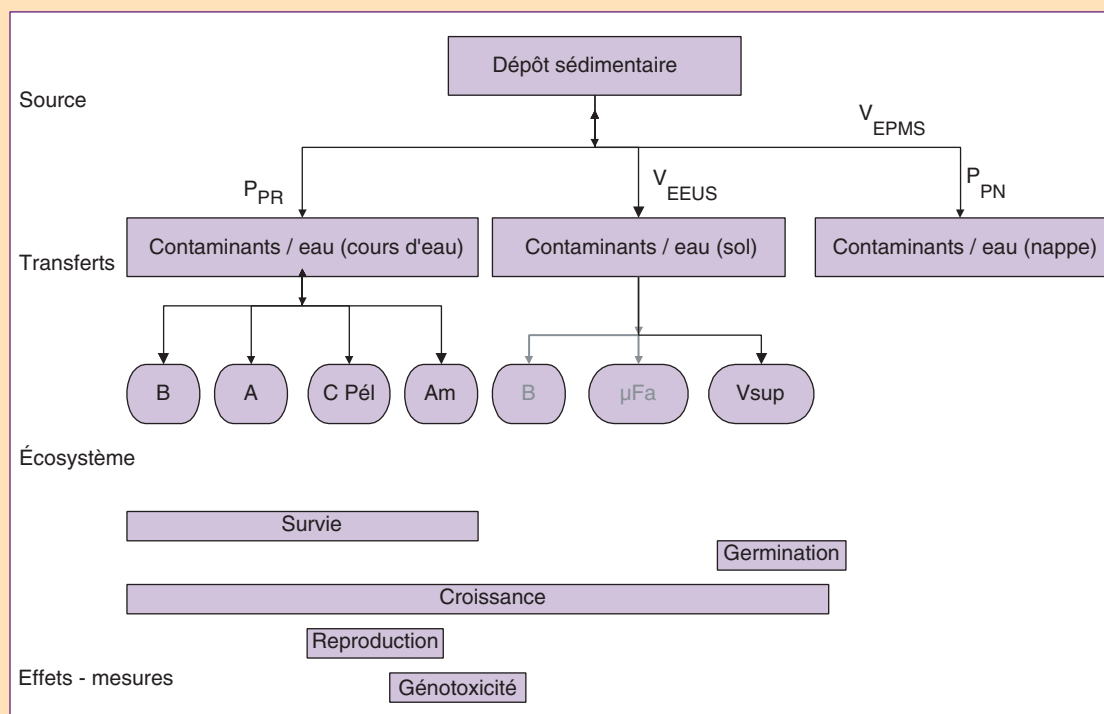 Dépôt sédimentaire
Source
V EPMS
P PR
V EEUS
P PN
Contaminants / eau (cours d'eau)
Contaminants / eau (sol)
Contaminants / eau (nappe)
Transferts
B
A
C Pél
Am
B
µFa
Vsup
Écosystème
Survie
Germination
Croissance
Reproduction
Effets - mesures
Génotoxicité